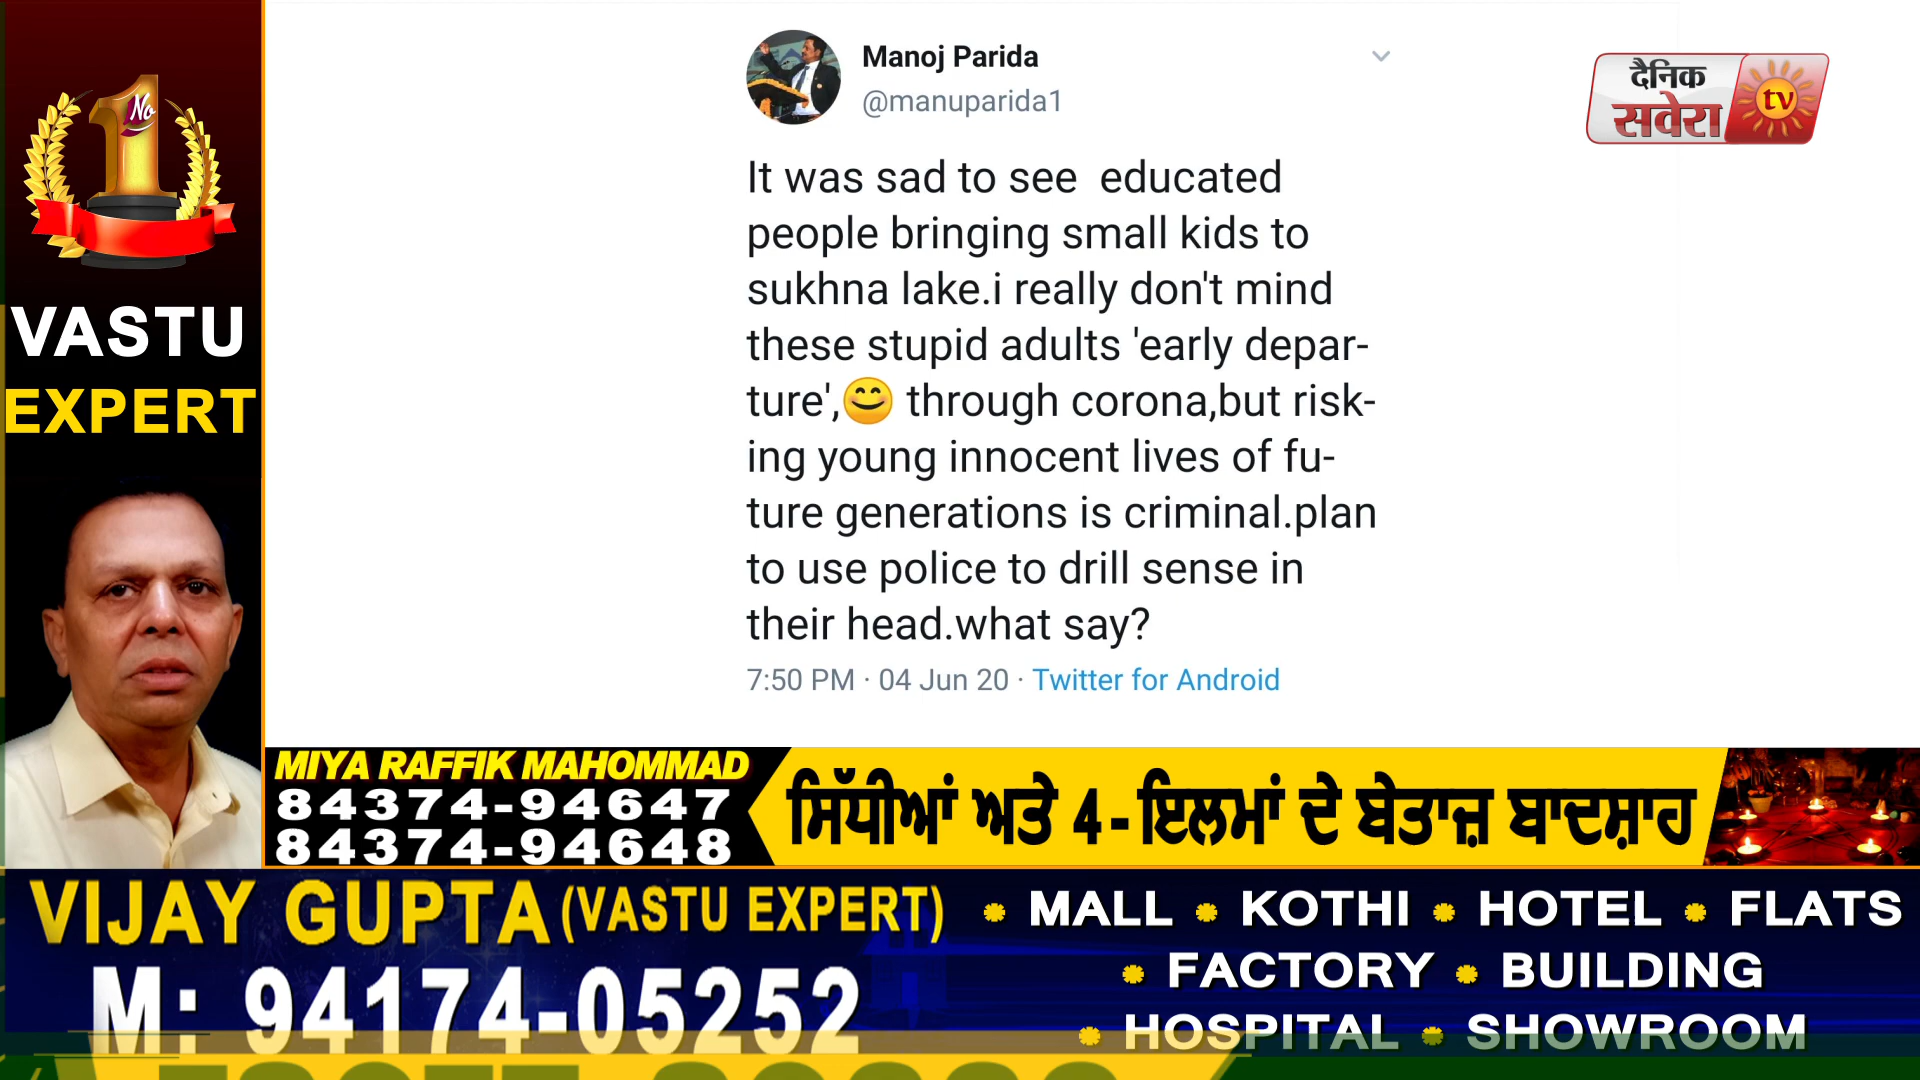 No
1
VASTU
EXPERT
Manoj Parida
@manuparida1
It was sad to see  educated
people bringing small kids to
sukhna lake.i really don't mind
these stupid adults 'early depar-
ture',😊 through corona,but risk-
ing young innocent lives of fu-
ture generations is criminal.plan
to use police to drill sense in
their head.what say?
7:50 PM · 04 Jun 20 · Twitter for Android
दैनिक
सवेरा tv
MIYA RAFFIK MAHOMMAD
84374-94647
84374-94648
ਸਿੱਧੀਆਂ ਅਤੇ 4-ਇਲਮਾਂ ਦੇ ਬੇਤਾਜ਼ ਬਾਦਸ਼ਾਹ
VIJAY GUPTA (VASTU EXPERT)
M: 94174-05252
MALL • KOTHI • HOTEL • FLATS
• FACTORY • BUILDING
• HOSPITAL • SHOWROOM